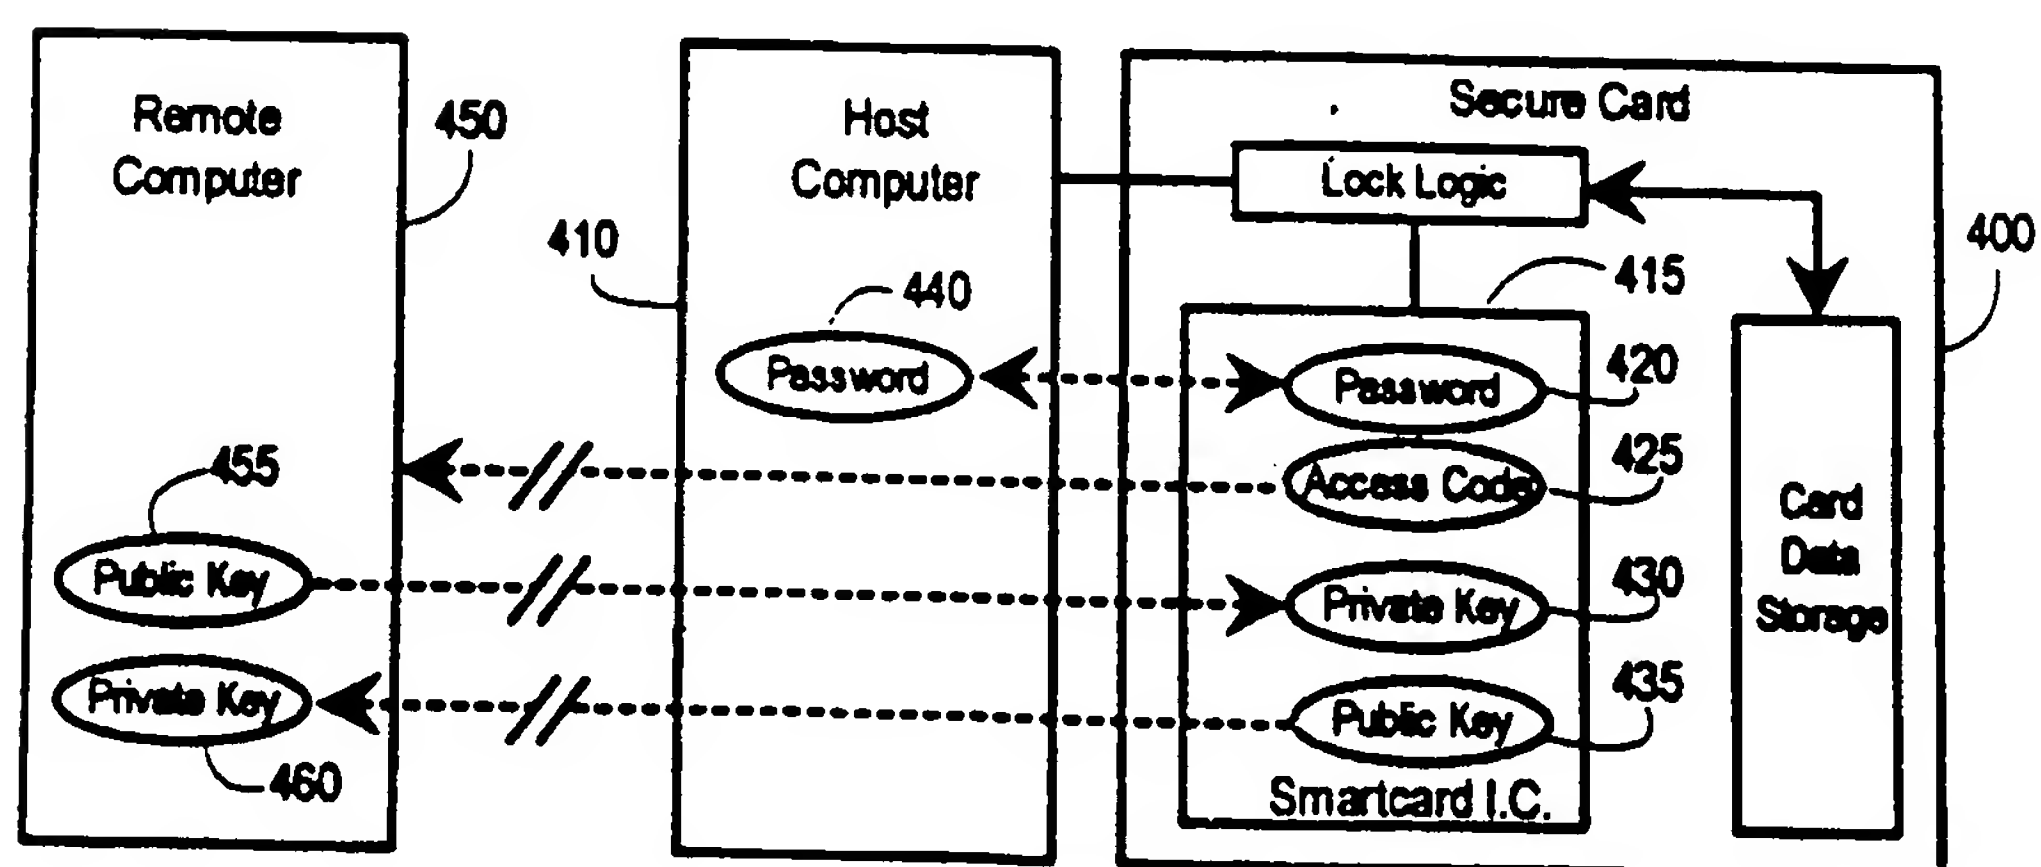 Remote
Computer
450
Host
Computer
Secure Card
Lock Logic
410
400
415
440
Password
Password
420
455
Access Code
425
Card
Data
Storage
Public Key
Private Key
430
Private Key
Public Key
435
460
Smartcard I.C.